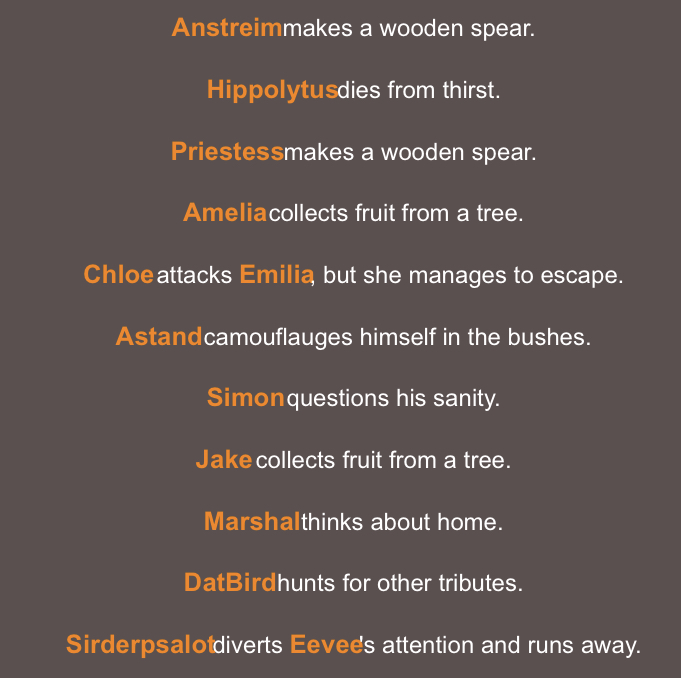 Anstreim makes a wooden spear.
Hippolytus dies from thirst.
Priestess makes a wooden spear.
Amelia collects fruit from a tree.
Chloe attacks Emilia, but she manages to escape.
Astand camouflauges himself in the bushes.
Simon questions his sanity.
Jake collects fruit from a tree.
Marshal thinks about home.
DatBird hunts for other tributes.
Sirderpsalot diverts Eevee's attention and runs away.